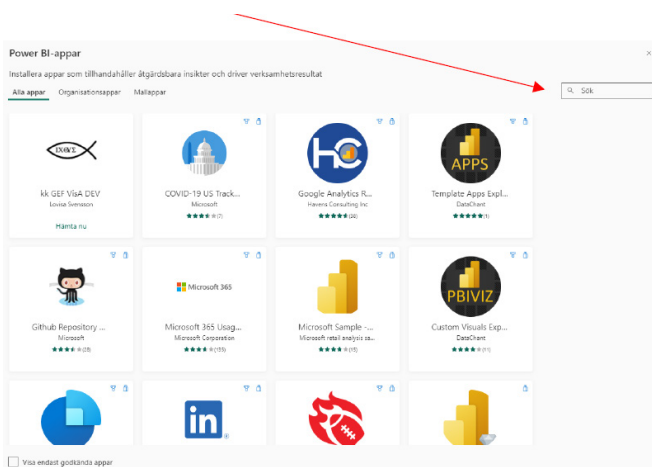 Power BI-appar
Installera appar som tillhandahåller åtgärdsbara insikter och driver verksamhetsresultat
Alla appar Organisationsappar Mallappar
Sök
kk GEF VisA DEV
Lovisa Svensson
Hämta nu
COVID-19 US Track...
Microsoft
(7)
Google Analytics R...
Havens Consulting Inc
HC
APPS
Template Apps Expl...
DataChant
(1)
Github Repository ...
Microsoft
Microsoft 365
Microsoft 365 Usag...
Microsoft Corporation
(155)
Microsoft Sample -...
Microsoft retail analysis sa...
(15)
PBIVIZ
Custom Visuals Exp...
DataChant
(11)
in
Visa endast godkända appar